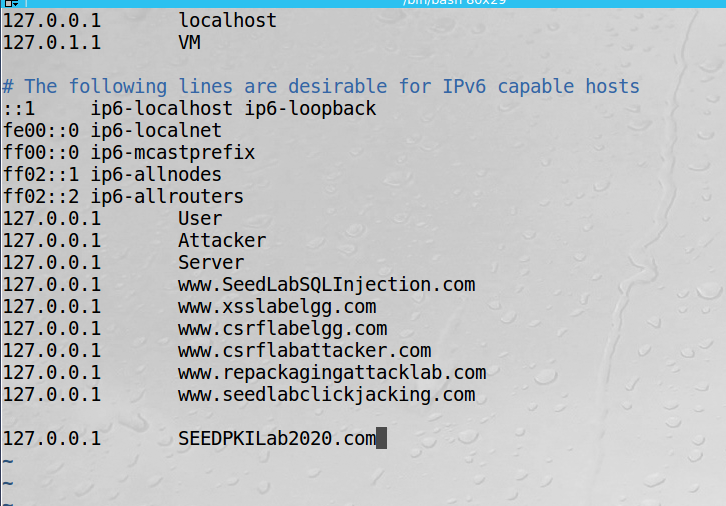 /bin/bash 80x29
127.0.0.1 localhost
127.0.1.1 VM
# The following lines are desirable for IPv6 capable hosts
::1 ip6-localhost ip6-loopback
fe00::0 ip6-localnet
ff00::0 ip6-mcastprefix
ff02::1 ip6-allnodes
ff02::2 ip6-allrouters
127.0.0.1 User
127.0.0.1 Attacker
127.0.0.1 Server
127.0.0.1 www.SeedLabSQLInjection.com
127.0.0.1 www.xsslabelgg.com
127.0.0.1 www.csrflabelgg.com
127.0.0.1 www.csrflabattacker.com
127.0.0.1 www.repackagingattacklab.com
127.0.0.1 www.seedlabclickjacking.com
127.0.0.1 SEEDPKILab2020.com
~
~
~